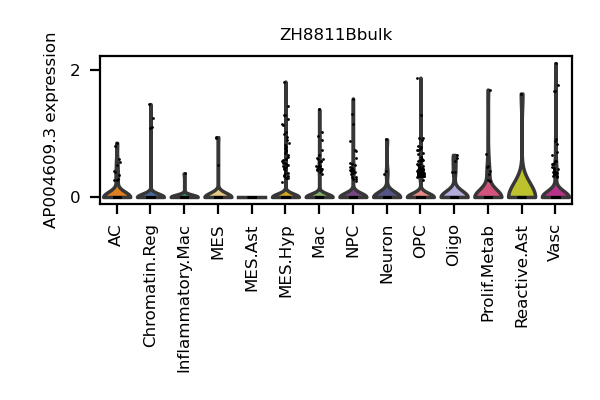 ZH8811Bbulk
AP004609.3 expression
2
0
AC
Chromatin.Reg
Inflammatory.Mac
MES
MES.Ast
MES.Hyp
Mac
NPC
Neuron
OPC
Oligo
Prolif.Metab
Reactive.Ast
Vasc